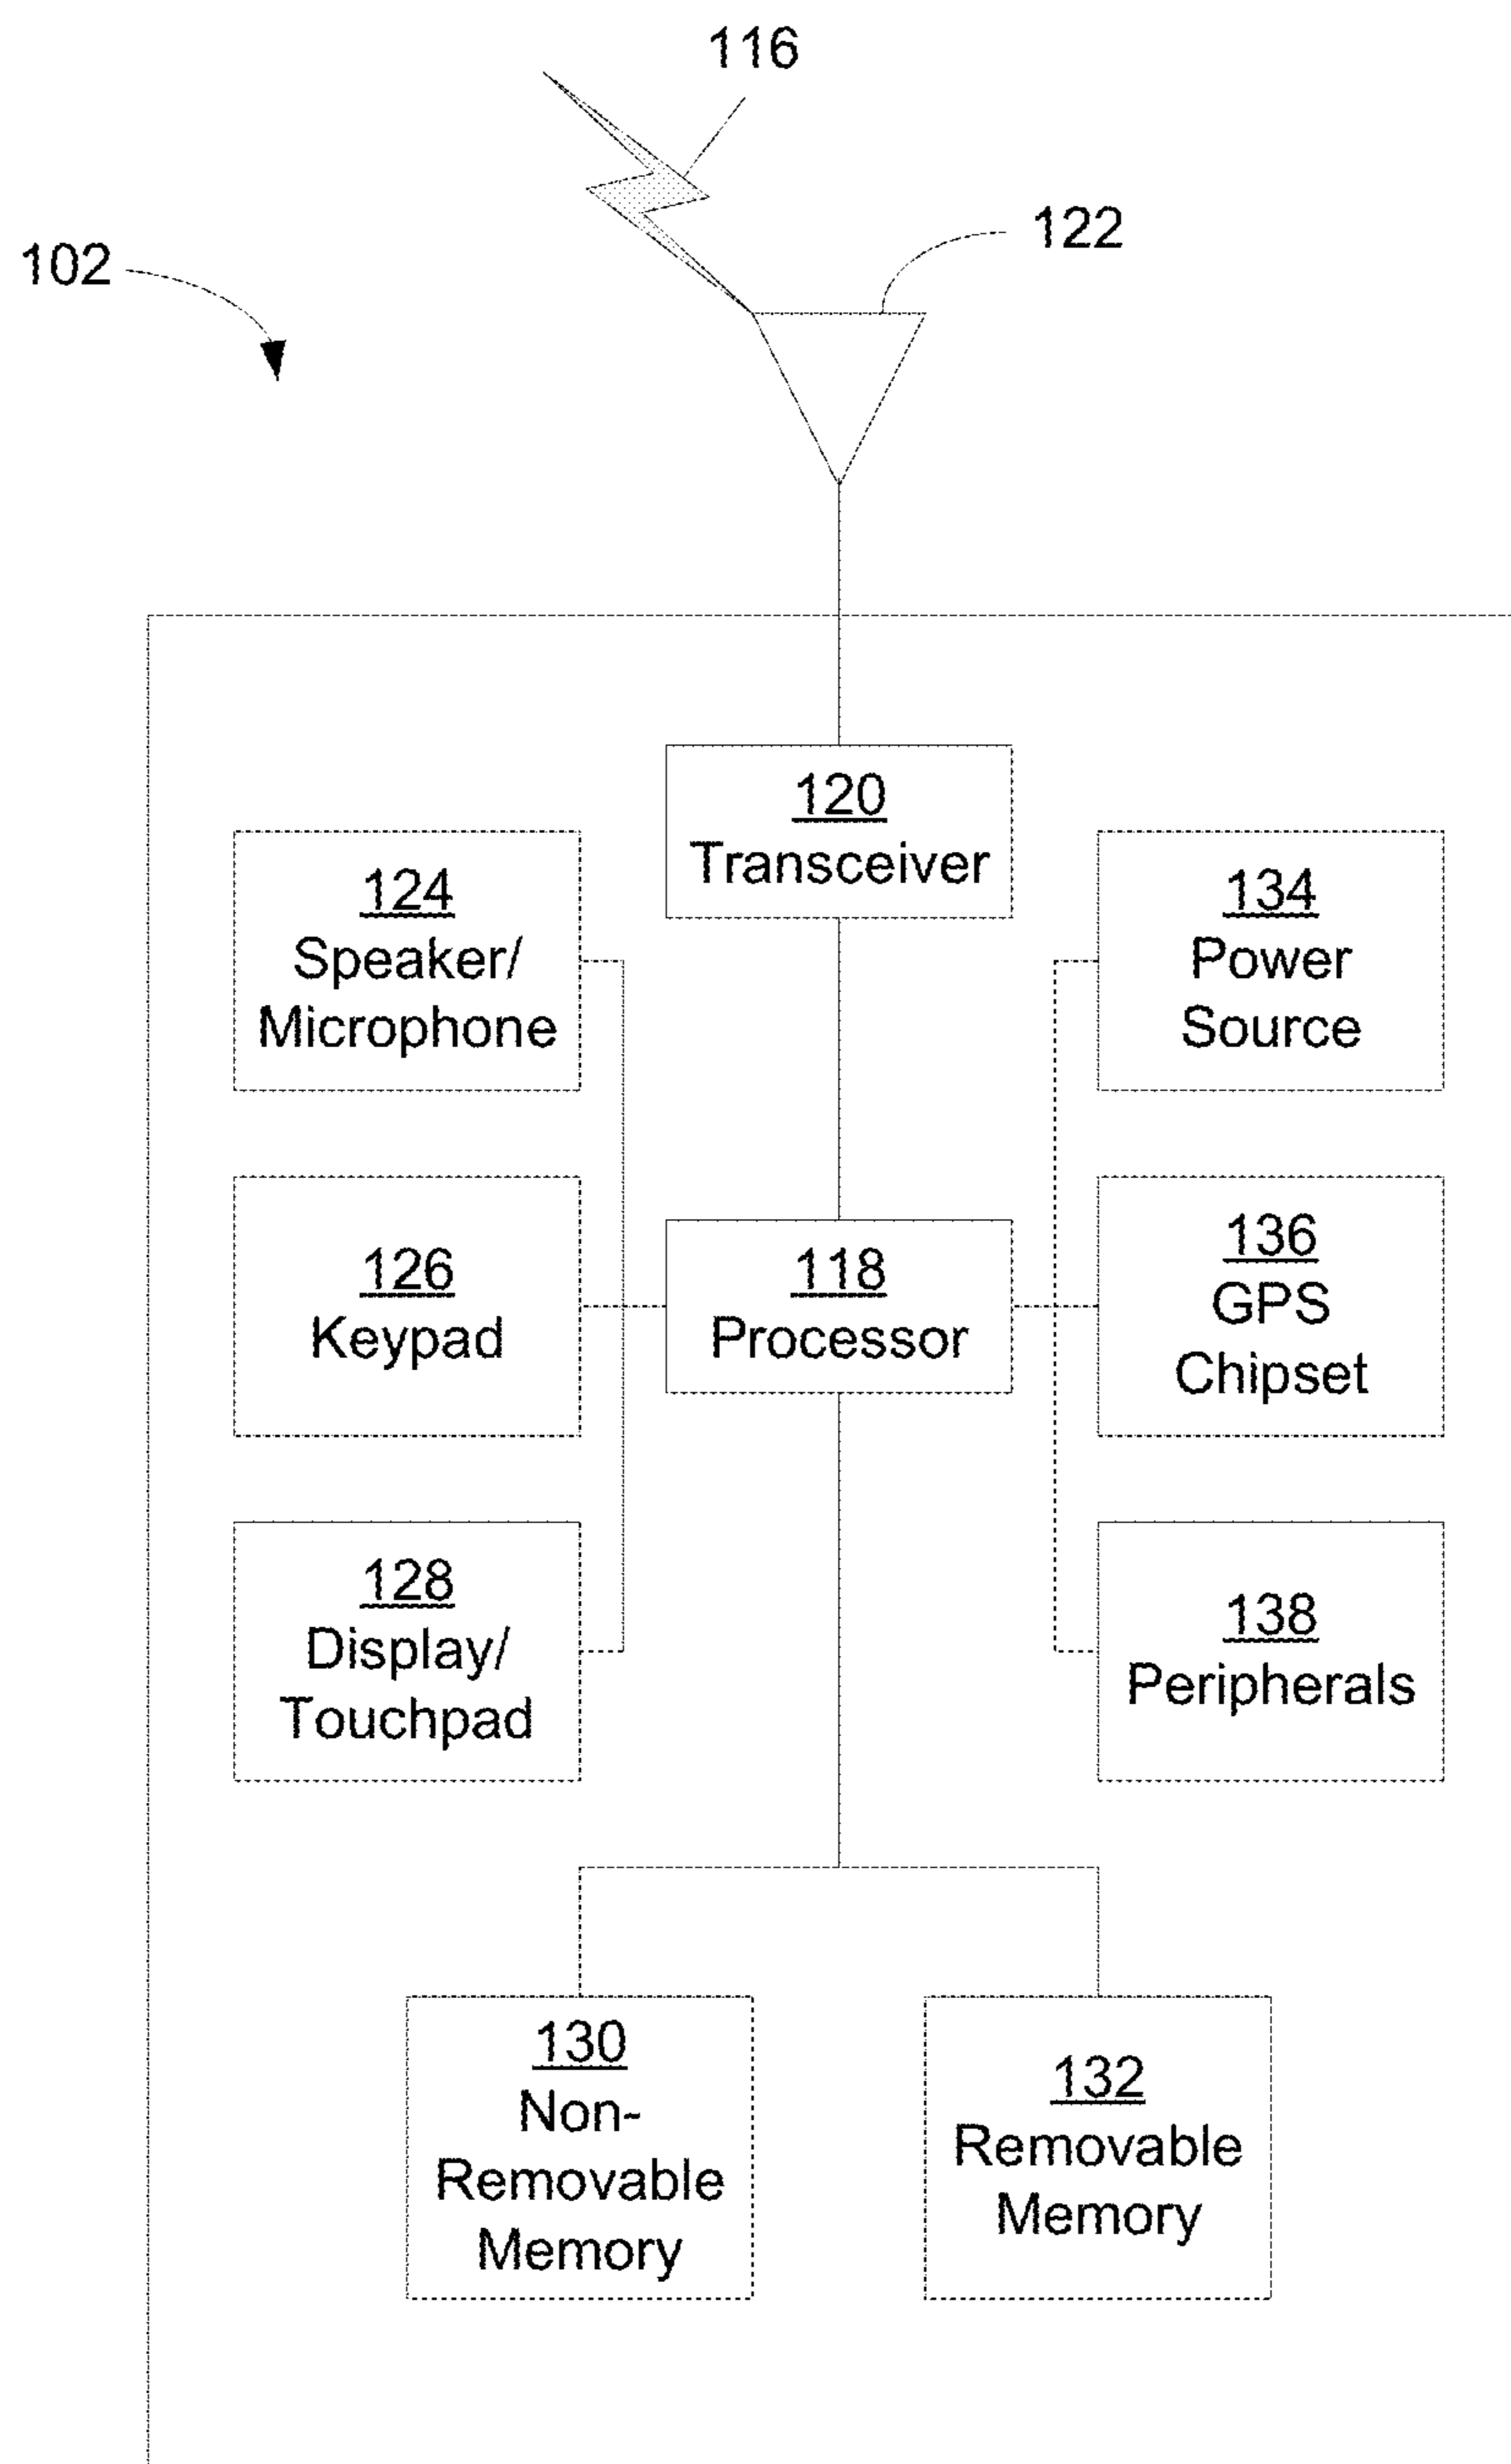 116
122
102
120
Transceiver
124
Speaker/
Microphone
134
Power
Source
126
Keypad
118
Processor
136
GPS
Chipset
128
Display/
Touchpad
138
Peripherals
130
Non-
Removable
Memory
132
Removable
Memory